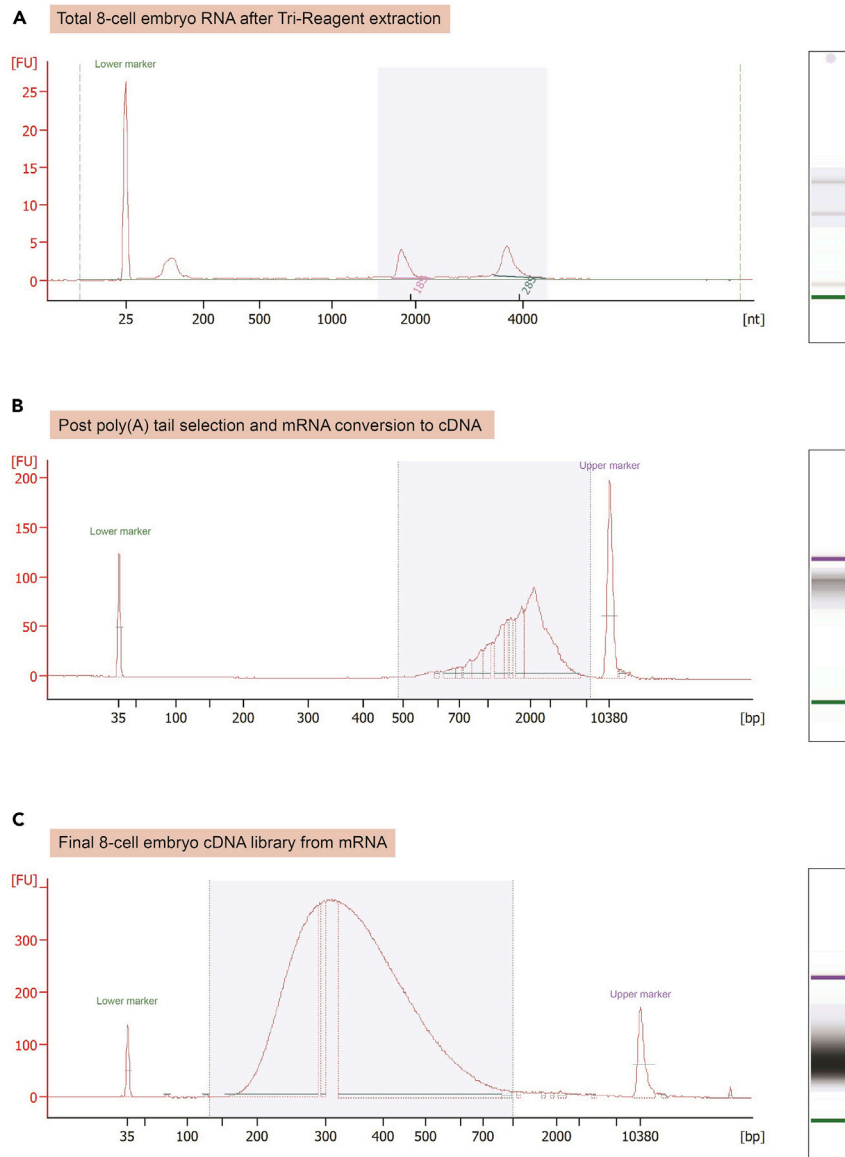 A Total 8-cell embryo RNA after Tri-Reagent extraction
[FU]
Lower marker
25
20
15
10
5
0
18S
28S
25 200 500 1000 2000 4000 [nt]
B Post poly(A) tail selection and mRNA conversion to cDNA
[FU]
Upper marker
200
Lower marker
150
100
50
0
35 100 200 300 400 500 700 2000 10380 [bp]
C Final 8-cell embryo cDNA library from mRNA
[FU]
300
Lower marker
Upper marker
200
100
0
35 100 200 300 400 500 700 2000 10380 [bp]